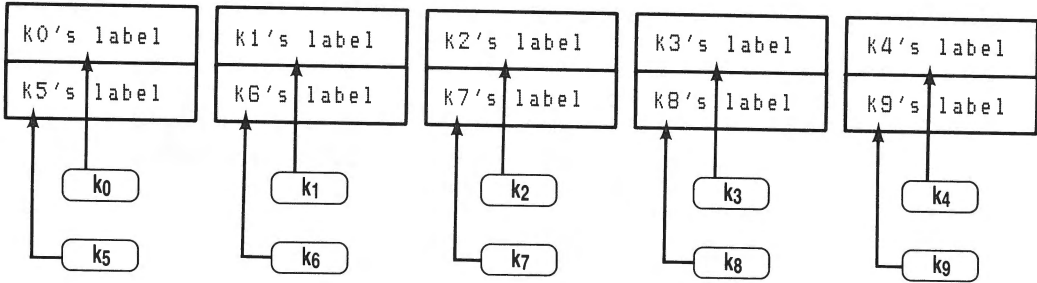 K0's label K1's label K2's label K3's label K4's label
K5's label K6's label K7's label K8's label K9's label
k0 k1 k2 k3 k4
k5 k6 k7 k8 k9